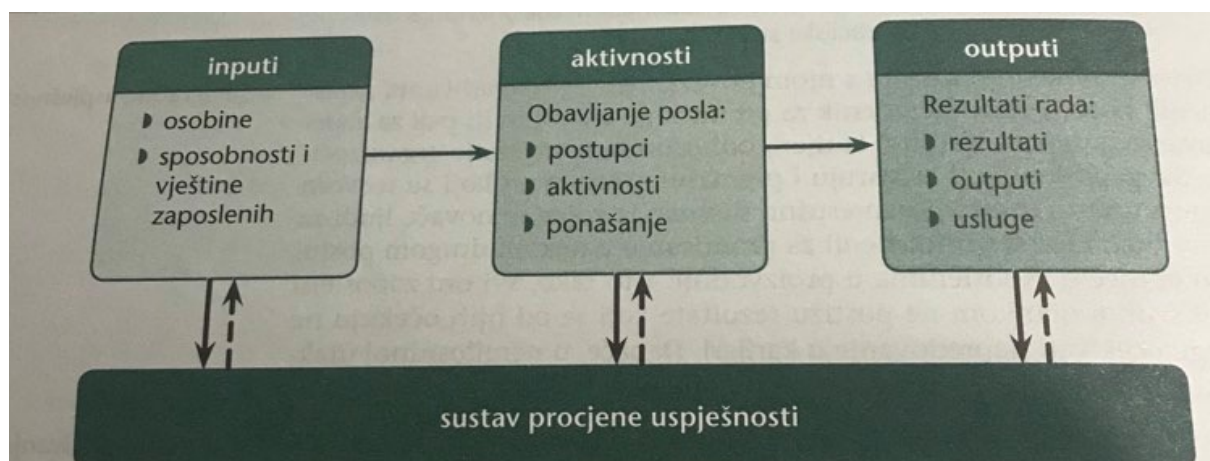 inputi
osobine
sposobnosti i
vještine
zaposlenih
aktivnosti
Obavljanje posla:
postupci
aktivnosti
ponašanje
outputi
Rezultati rada:
rezultati
outputi
usluge
sustav procjene uspješnosti